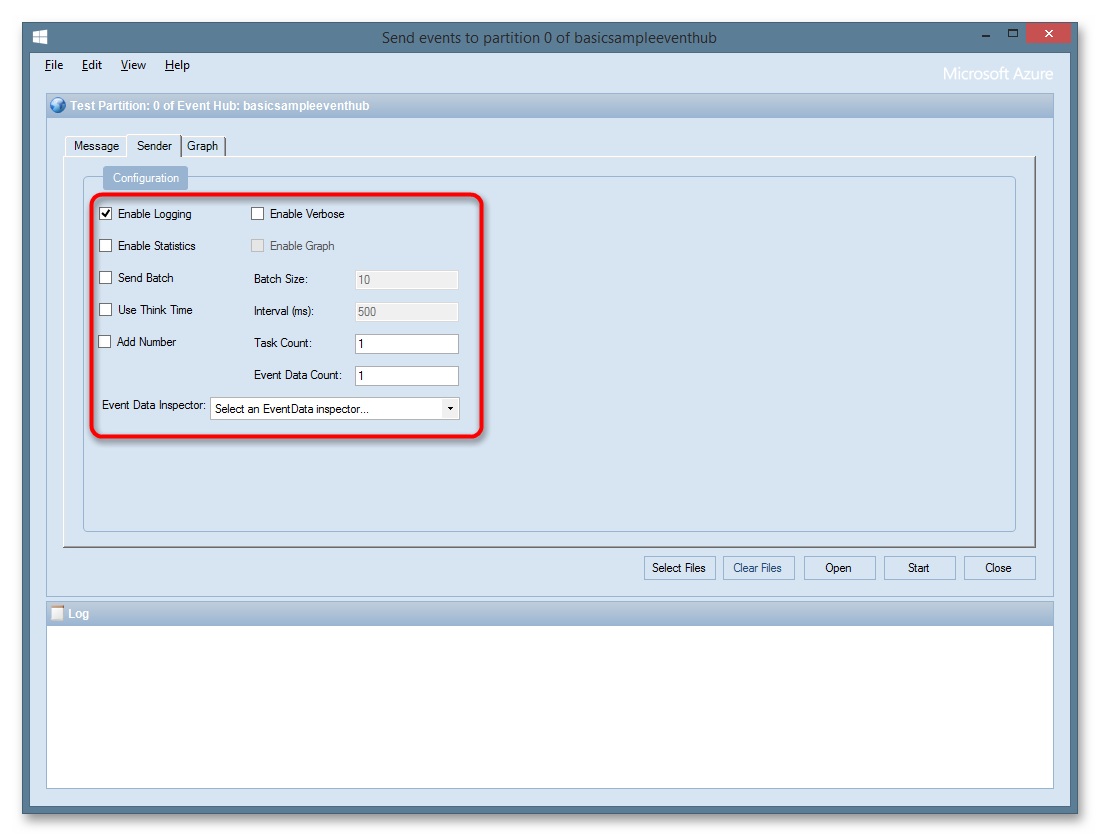 Send events to partition 0 of basicsampleeventhub
File Edit View Help
Microsoft Azure
Test Partition: 0 of Event Hub: basicsampleeventhub
Message Sender Graph
Configuration
Enable Logging Enable Verbose
Enable Statistics Enable Graph
Send Batch Batch Size: 10
Use Think Time Interval (ms): 500
Add Number Task Count: 1
Event Data Count: 1
Event Data Inspector: Select an EventData inspector...
Select Files Clear Files Open Start Close
Log